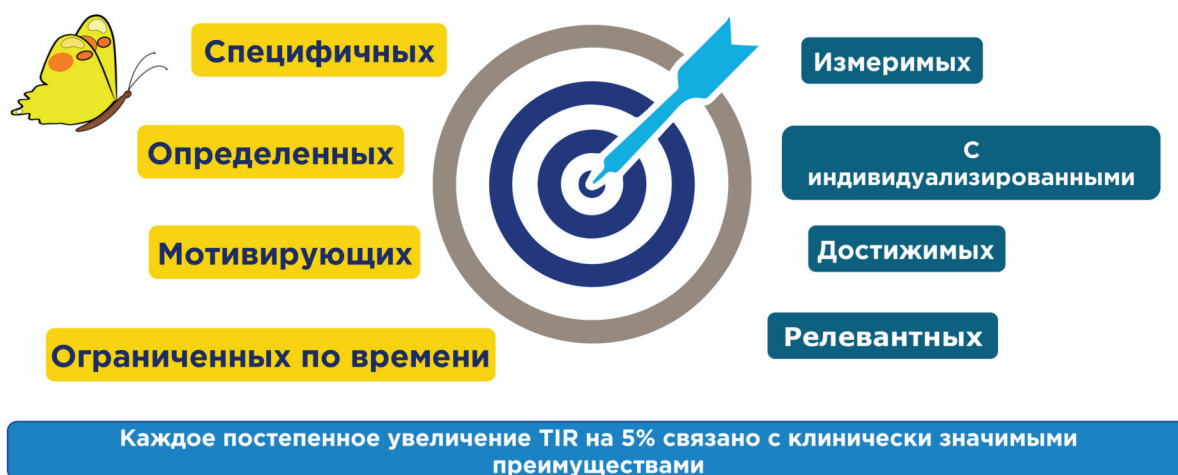 Специфичных
Измеримых
Определенных
С
индивидуализированными
Мотивирующих
Достижимых
Ограниченных по времени
Релевантных
Каждое постепенное увеличение TIR на 5% связано с клинически значимыми
преимуществами